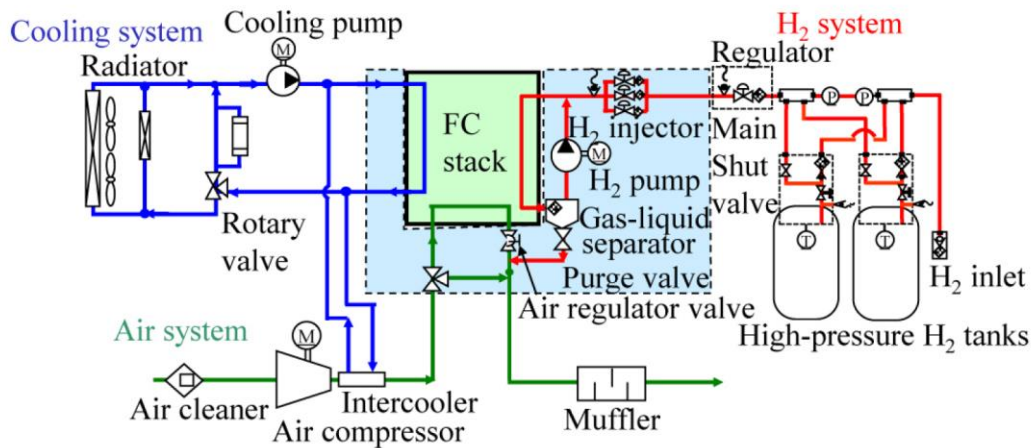 Cooling system
Radiator
Cooling pump
M
Rotary
valve
FC
stack
H₂ system
Regulator
H₂ injector
M
H₂ pump
Gas-liquid
separator
Purge valve
Air regulator valve
Main
Shut
valve
P
P
T
T
H₂ inlet
High-pressure H₂ tanks
Air system
M
Air cleaner
Air compressor
Intercooler
Muffler